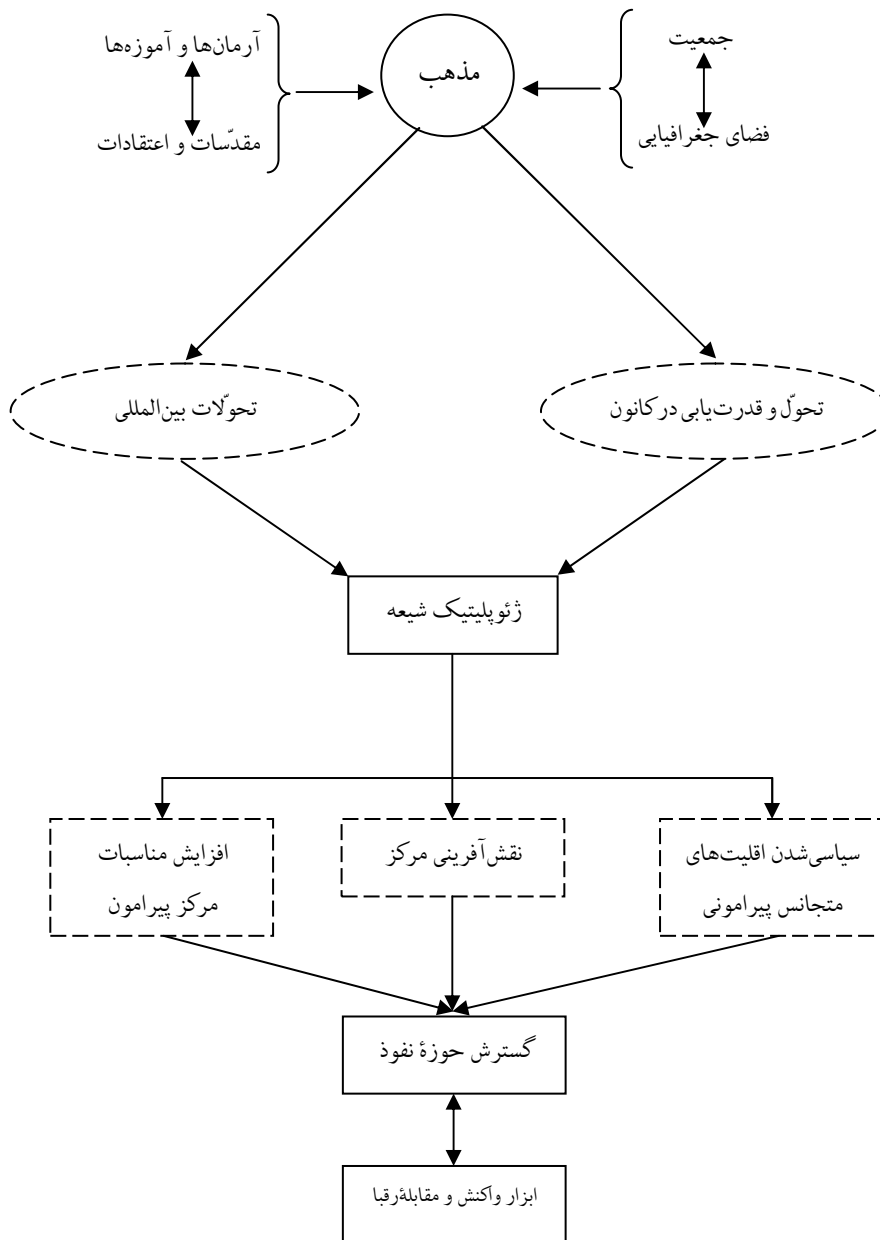 جمعیت
فضای جغرافیایی
مذهب
آرمان‌ها و آموزه‌ها
مقدّسات و اعتقادات
تحوّل و قدرت‌یابی در کانون
تحوّلات بین‌المللی
ژئوپلیتیک شیعه
سیاسی‌شدن اقلیت‌های
متجانس پیرامونی
نقش‌آفرینی مرکز
افزایش مناسبات
مرکز پیرامون
گسترش حوزۀ نفوذ
ابزار واکنش و مقابلۀ رقبا